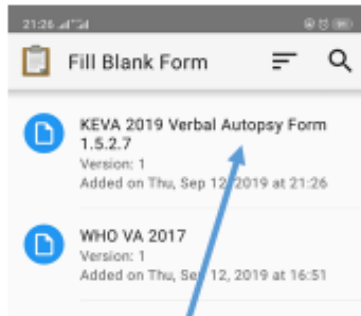 21:26
Fill Blank Form
KEVA 2019 Verbal Autopsy Form
1.5.2.7
Version: 1
Added on Thu, Sep 12, 2019 at 21:26
WHO VA 2017
Version: 1
Added on Thu, Sep 12, 2019 at 16:51